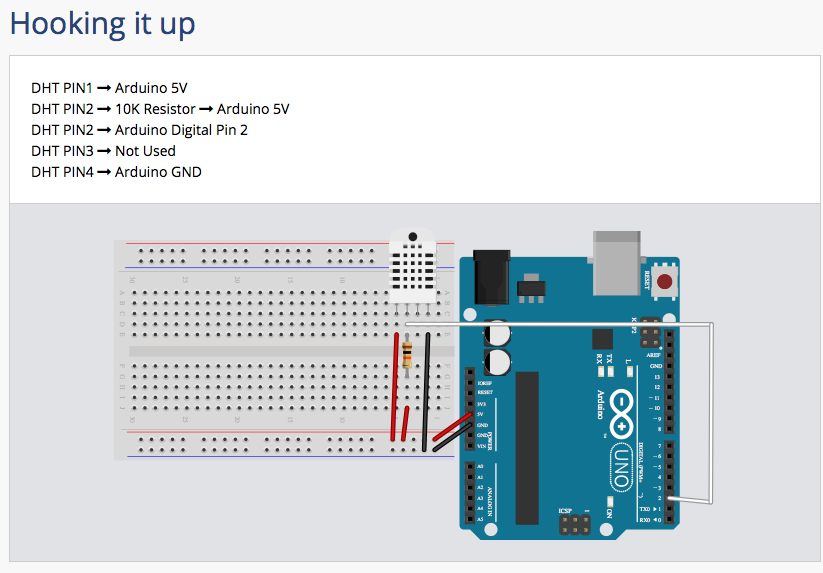 Hooking it up
DHT PIN1 → Arduino 5V
DHT PIN2 → 10K Resistor → Arduino 5V
DHT PIN2 → Arduino Digital Pin 2
DHT PIN3 → Not Used
DHT PIN4 → Arduino GND
RESET
ICSP2
AREF
GND
13
12
~ 11
~ 10
~ 9
8
7
~ 6
~ 5
4
~ 3
2
TX0 ▸ 1
RX0 ◂ 0
DIGITAL (PWM~)
L
TX
RX
Arduino
UNO
ON
ICSP
1
IOREF
RESET
3V3
5V
GND
GND
VIN
POWER
A0
A1
A2
A3
A4
A5
ANALOG IN